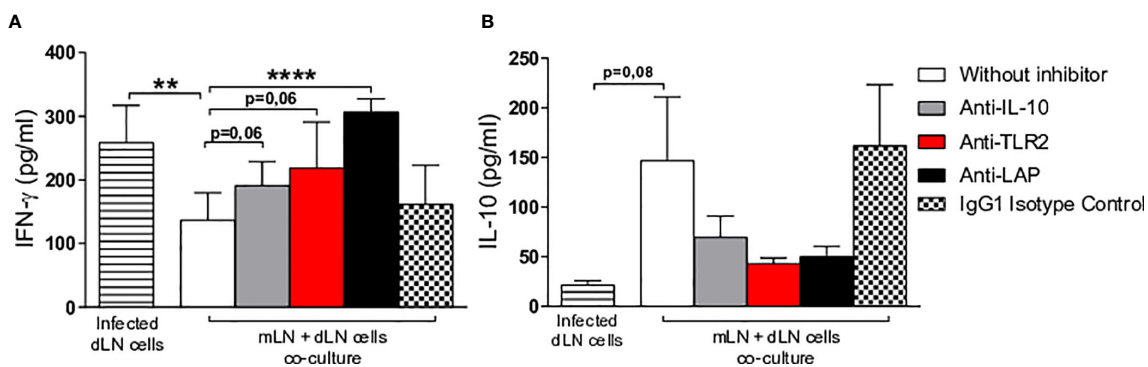 A
IFN-γ (pg/ml)
400
300
200
100
0
**
****
p=0,06
p=0,06
Infected
dLN cells
mLN + dLN cells
co-culture
B
IL-10 (pg/ml)
250
200
150
100
50
0
p=0,08
Infected
dLN cells
mLN + dLN cells
co-culture
Without inhibitor
Anti-IL-10
Anti-TLR2
Anti-LAP
IgG1 Isotype Control